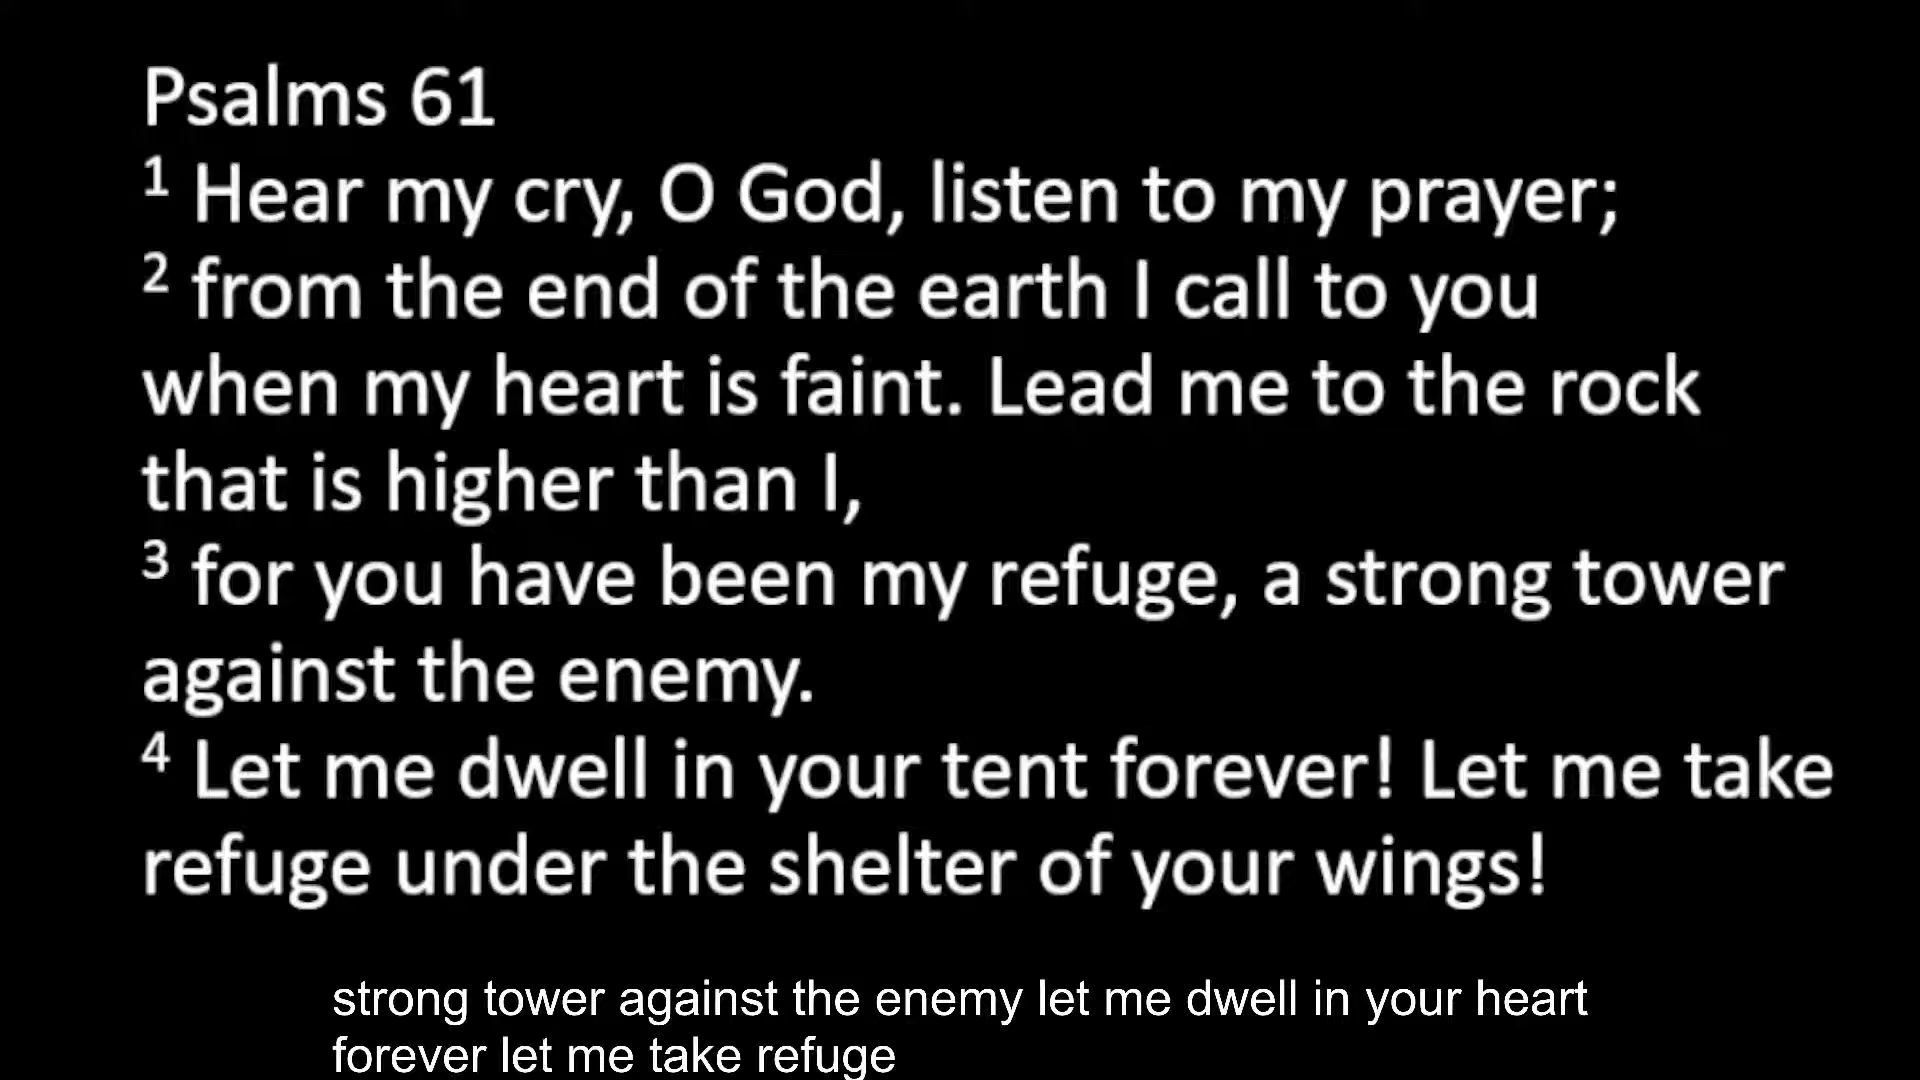 Psalms 61
1 Hear my cry, O God, listen to my prayer;
2 from the end of the earth I call to you
when my heart is faint. Lead me to the rock
that is higher than I,
3 for you have been my refuge, a strong tower
against the enemy.
4 Let me dwell in your tent forever! Let me take
refuge under the shelter of your wings!
strong tower against the enemy let me dwell in your heart
forever let me take refuge